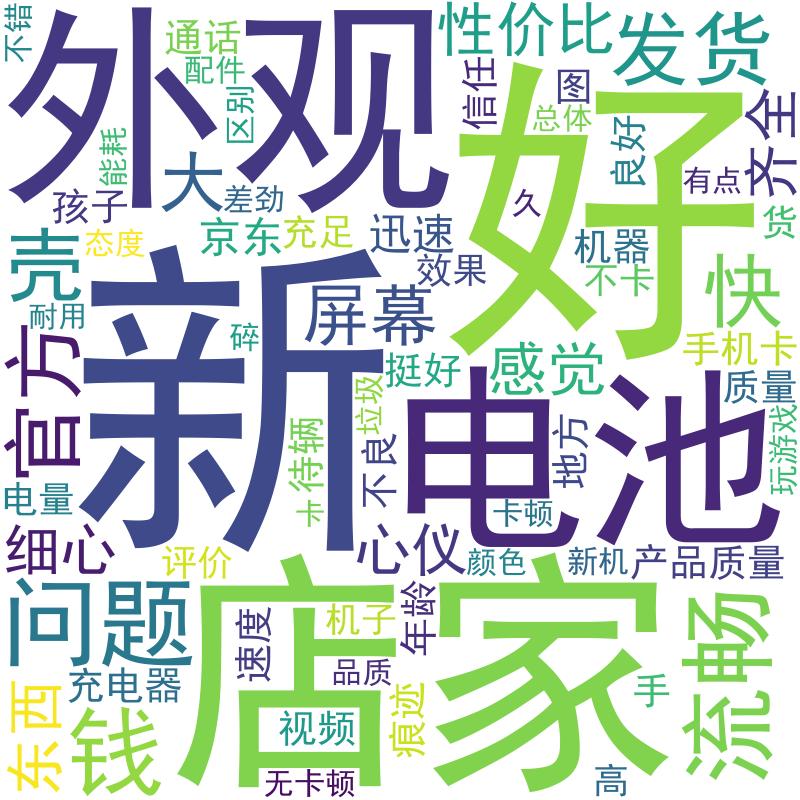 不错
外观
通话
配件
区别
能耗
性价比
发货
信任
图
总体
良好
齐全
好
有点
孩子
大
差劲
久
货
壳
态度
京东
充足
迅速
效果
机器
不卡
快
耐用
新
屏幕
碎
挺好
感觉
手机卡
质量
官方
垃圾
待辆
不良
电池
地方
玩游戏
电量
卡
卡顿
细心
评价
心仪
颜色
新机
产品质量
问题
店家
速度
机子
年龄
流畅
充电器
品质
东西
钱
视频
痕迹
手
无卡顿
高